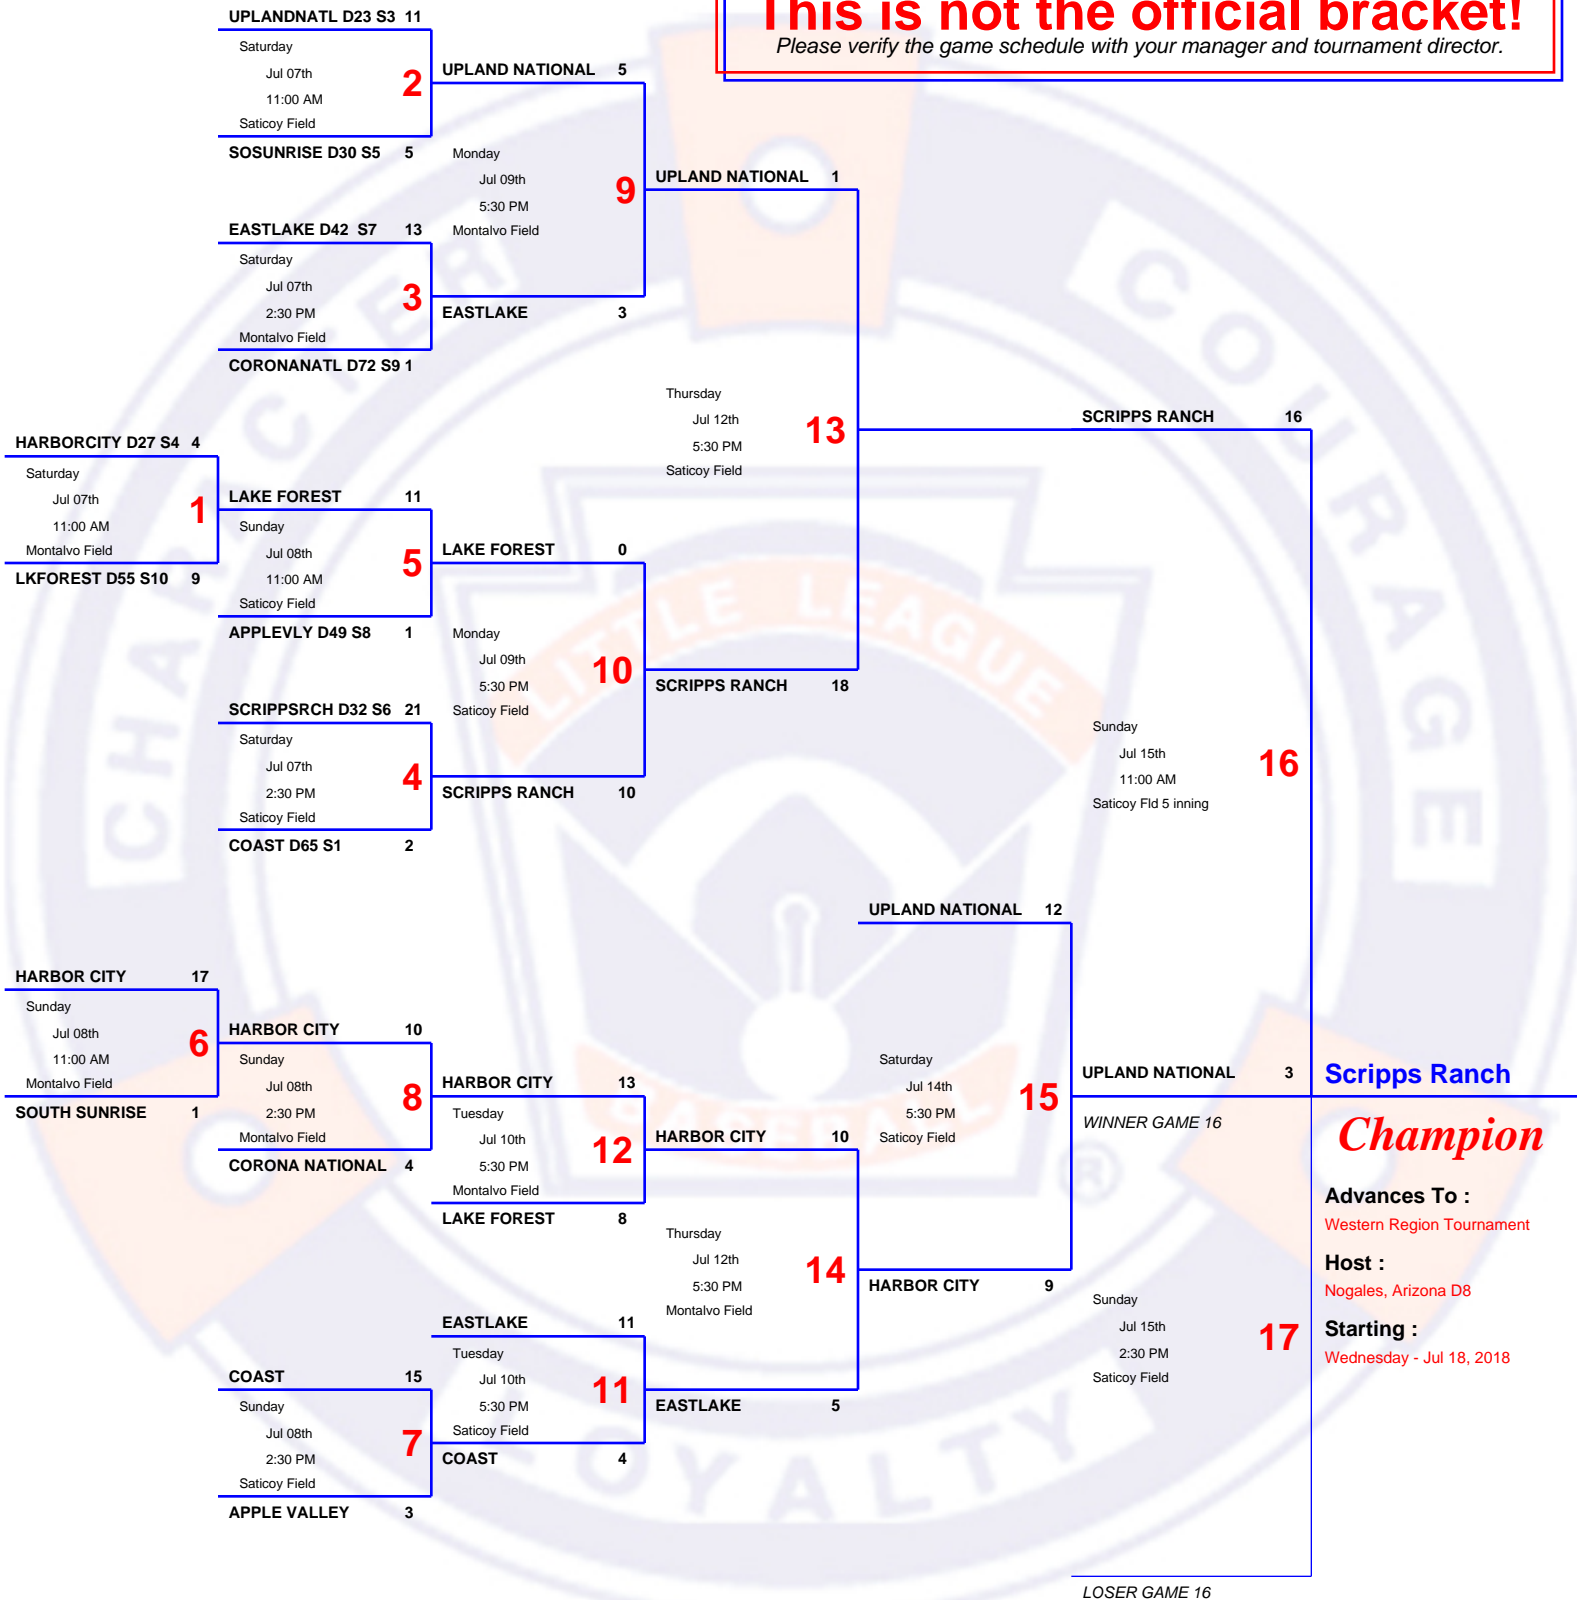 This is not the official bracket!
Please verify the game schedule with your manager and tournament director.
UPLANDNATL D23 S3 11
Saturday
Jul 07th
11:00 AM
Saticoy Field
2
SOSUNRISE D30 S5 5
UPLAND NATIONAL 5
Monday
Jul 09th
5:30 PM
Montalvo Field
9
EASTLAKE D42 S7 13
Saturday
Jul 07th
2:30 PM
Montalvo Field
3
CORONANATL D72 S9 1
EASTLAKE 3
UPLAND NATIONAL 1
Thursday
Jul 12th
5:30 PM
Saticoy Field
13
HARBORCITY D27 S4 4
Saturday
Jul 07th
11:00 AM
Montalvo Field
1
LKFOREST D55 S10 9
LAKE FOREST 11
Sunday
Jul 08th
11:00 AM
Saticoy Field
5
APPLEVLY D49 S8 1
LAKE FOREST 0
Monday
Jul 09th
5:30 PM
Saticoy Field
10
SCRIPPSRCH D32 S6 21
Saturday
Jul 07th
2:30 PM
Saticoy Field
4
COAST D65 S1 2
SCRIPPS RANCH 10
SCRIPPS RANCH 18
SCRIPPS RANCH 16
Sunday
Jul 15th
11:00 AM
Saticoy Fld 5 inning
16
HARBOR CITY 17
Sunday
Jul 08th
11:00 AM
Montalvo Field
6
SOUTH SUNRISE 1
HARBOR CITY 10
Sunday
Jul 08th
2:30 PM
Montalvo Field
8
CORONA NATIONAL 4
HARBOR CITY 13
Tuesday
Jul 10th
5:30 PM
Montalvo Field
12
LAKE FOREST 8
HARBOR CITY 10
Thursday
Jul 12th
5:30 PM
Montalvo Field
14
COAST 15
Sunday
Jul 08th
2:30 PM
Saticoy Field
7
APPLE VALLEY 3
EASTLAKE 11
Tuesday
Jul 10th
5:30 PM
Saticoy Field
11
COAST 4
EASTLAKE 5
UPLAND NATIONAL 12
Saturday
Jul 14th
5:30 PM
Saticoy Field
15
HARBOR CITY 9
UPLAND NATIONAL 3
WINNER GAME 16
Sunday
Jul 15th
2:30 PM
Saticoy Field
17
LOSER GAME 16
Scripps Ranch
Champion
Advances To :
Western Region Tournament
Host :
Nogales, Arizona D8
Starting :
Wednesday - Jul 18, 2018
CHARACTER
COURAGE
LOYALTY
LITTLE LEAGUE
BASEBALL
®